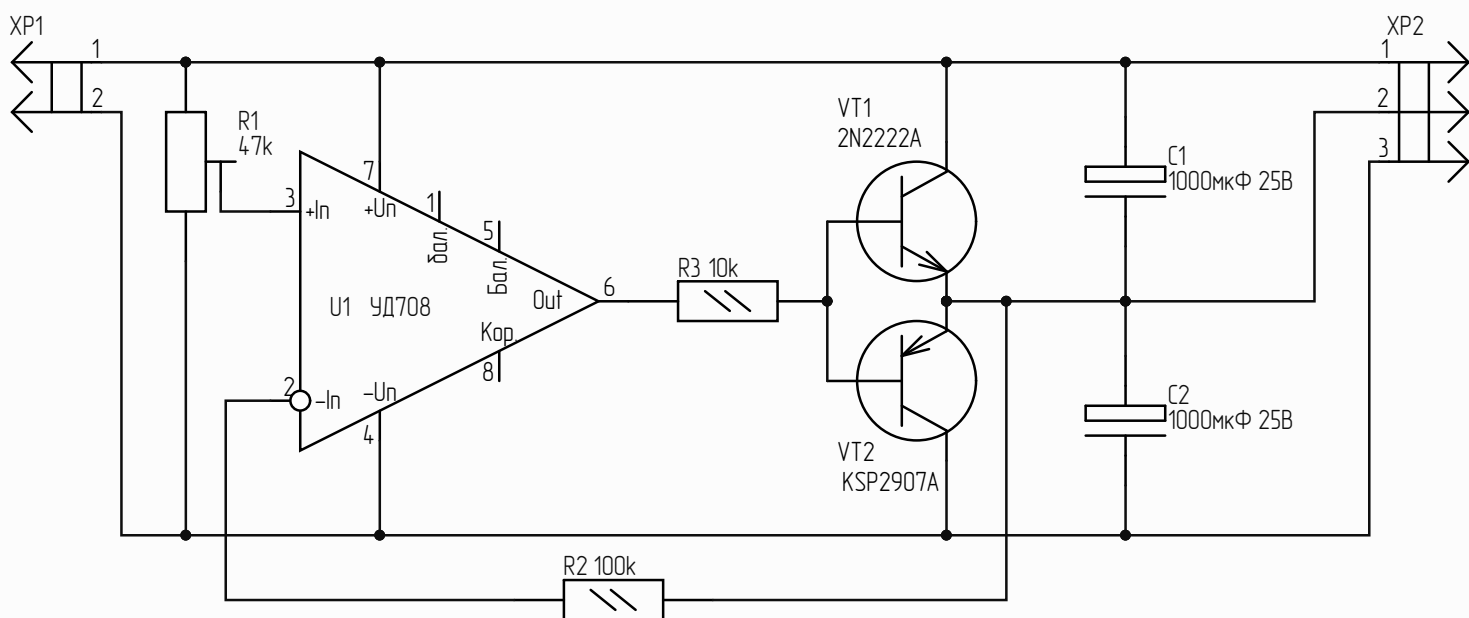 XP1
XP2
1
1
2
2
3
R1
47k
VT1
2N2222A
C1
1000мкФ 25В
7
+Uп
1
бал.
3
+In
5
Бал.
R3 10k
6
Out
U1 УД708
Кор.
8
2
-In
-Uп
4
C2
1000мкФ 25В
VT2
KSP2907A
R2 100k